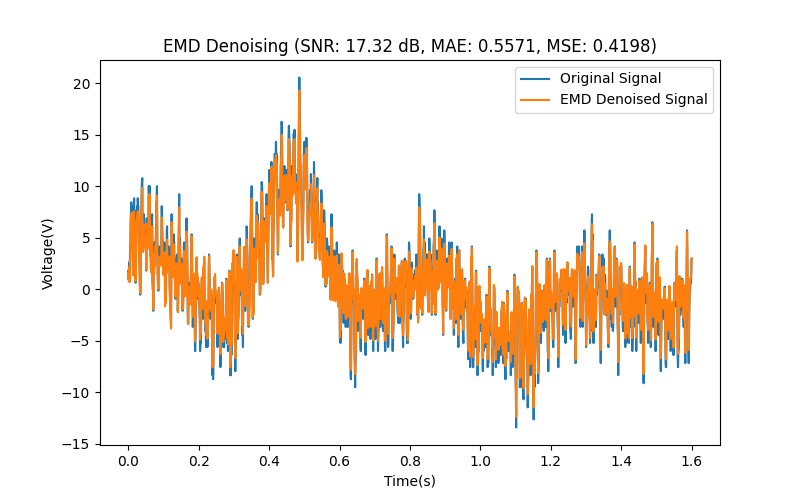 EMD Denoising (SNR: 17.32 dB, MAE: 0.5571, MSE: 0.4198)
Original Signal
EMD Denoised Signal
20
15
10
5
0
−5
−10
−15
Voltage(V)
0.0 0.2 0.4 0.6 0.8 1.0 1.2 1.4 1.6
Time(s)